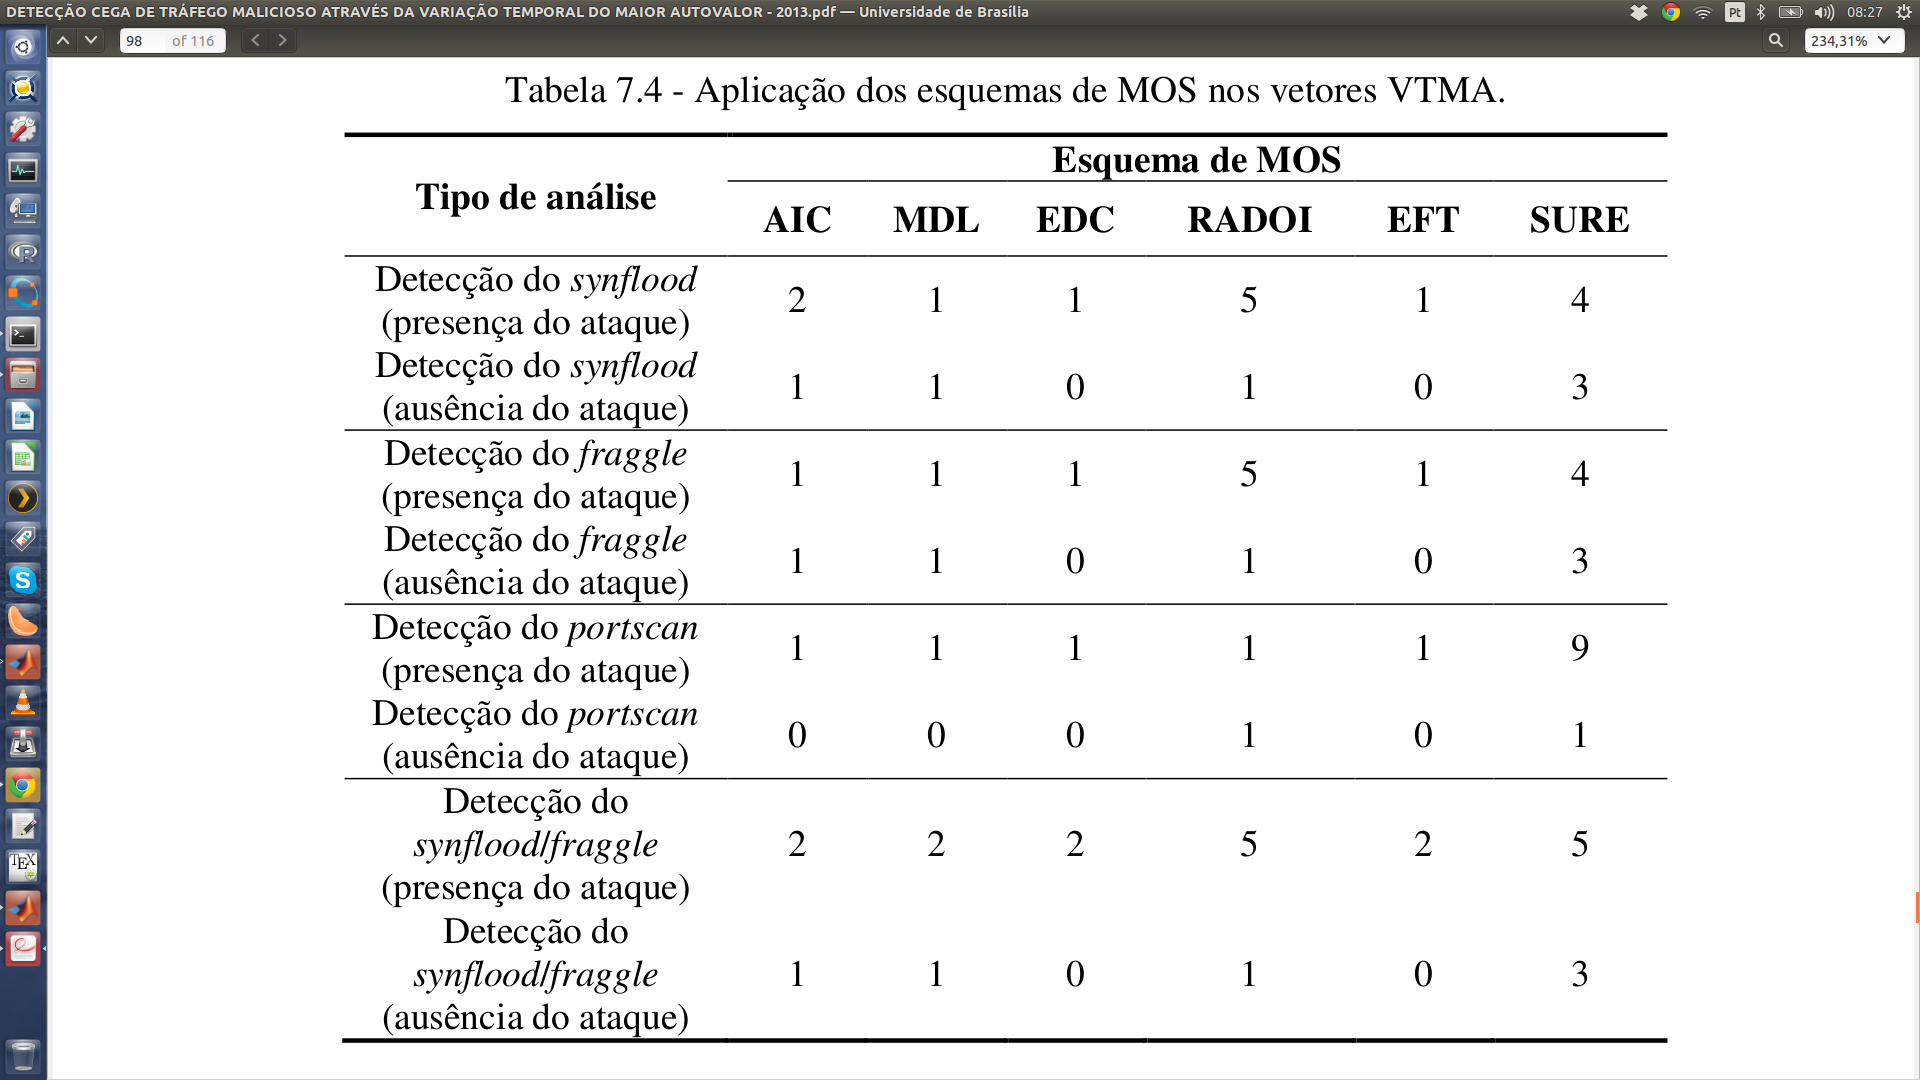 DETECÇÃO CEGA DE TRÁFEGO MALICIOSO ATRAVÉS DA VARIAÇÃO TEMPORAL DO MAIOR AUTOVALOR - 2013.pdf — Universidade de Brasília
Pt
08:27
98 of 116
234,31%
Tabela 7.4 - Aplicação dos esquemas de MOS nos vetores VTMA.
Esquema de MOS
Tipo de análise
AIC MDL EDC RADOI EFT SURE
Detecção do synflood
(presença do ataque)
2 1 1 5 1 4
Detecção do synflood
(ausência do ataque)
1 1 0 1 0 3
Detecção do fraggle
(presença do ataque)
1 1 1 5 1 4
Detecção do fraggle
(ausência do ataque)
1 1 0 1 0 3
Detecção do portscan
(presença do ataque)
1 1 1 1 1 9
Detecção do portscan
(ausência do ataque)
0 0 0 1 0 1
Detecção do
synflood/fraggle
(presença do ataque)
2 2 2 5 2 5
Detecção do
synflood/fraggle
(ausência do ataque)
1 1 0 1 0 3
R
S
TEX